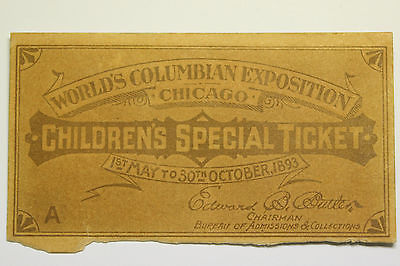 WORLD'S COLUMBIAN EXPOSITION
CHICAGO
CHILDREN'S SPECIAL TICKET
1ST MAY TO 30TH OCTOBER, 1893
Edward B. Butler
CHAIRMAN
BUREAU OF ADMISSIONS & COLLECTIONS
A